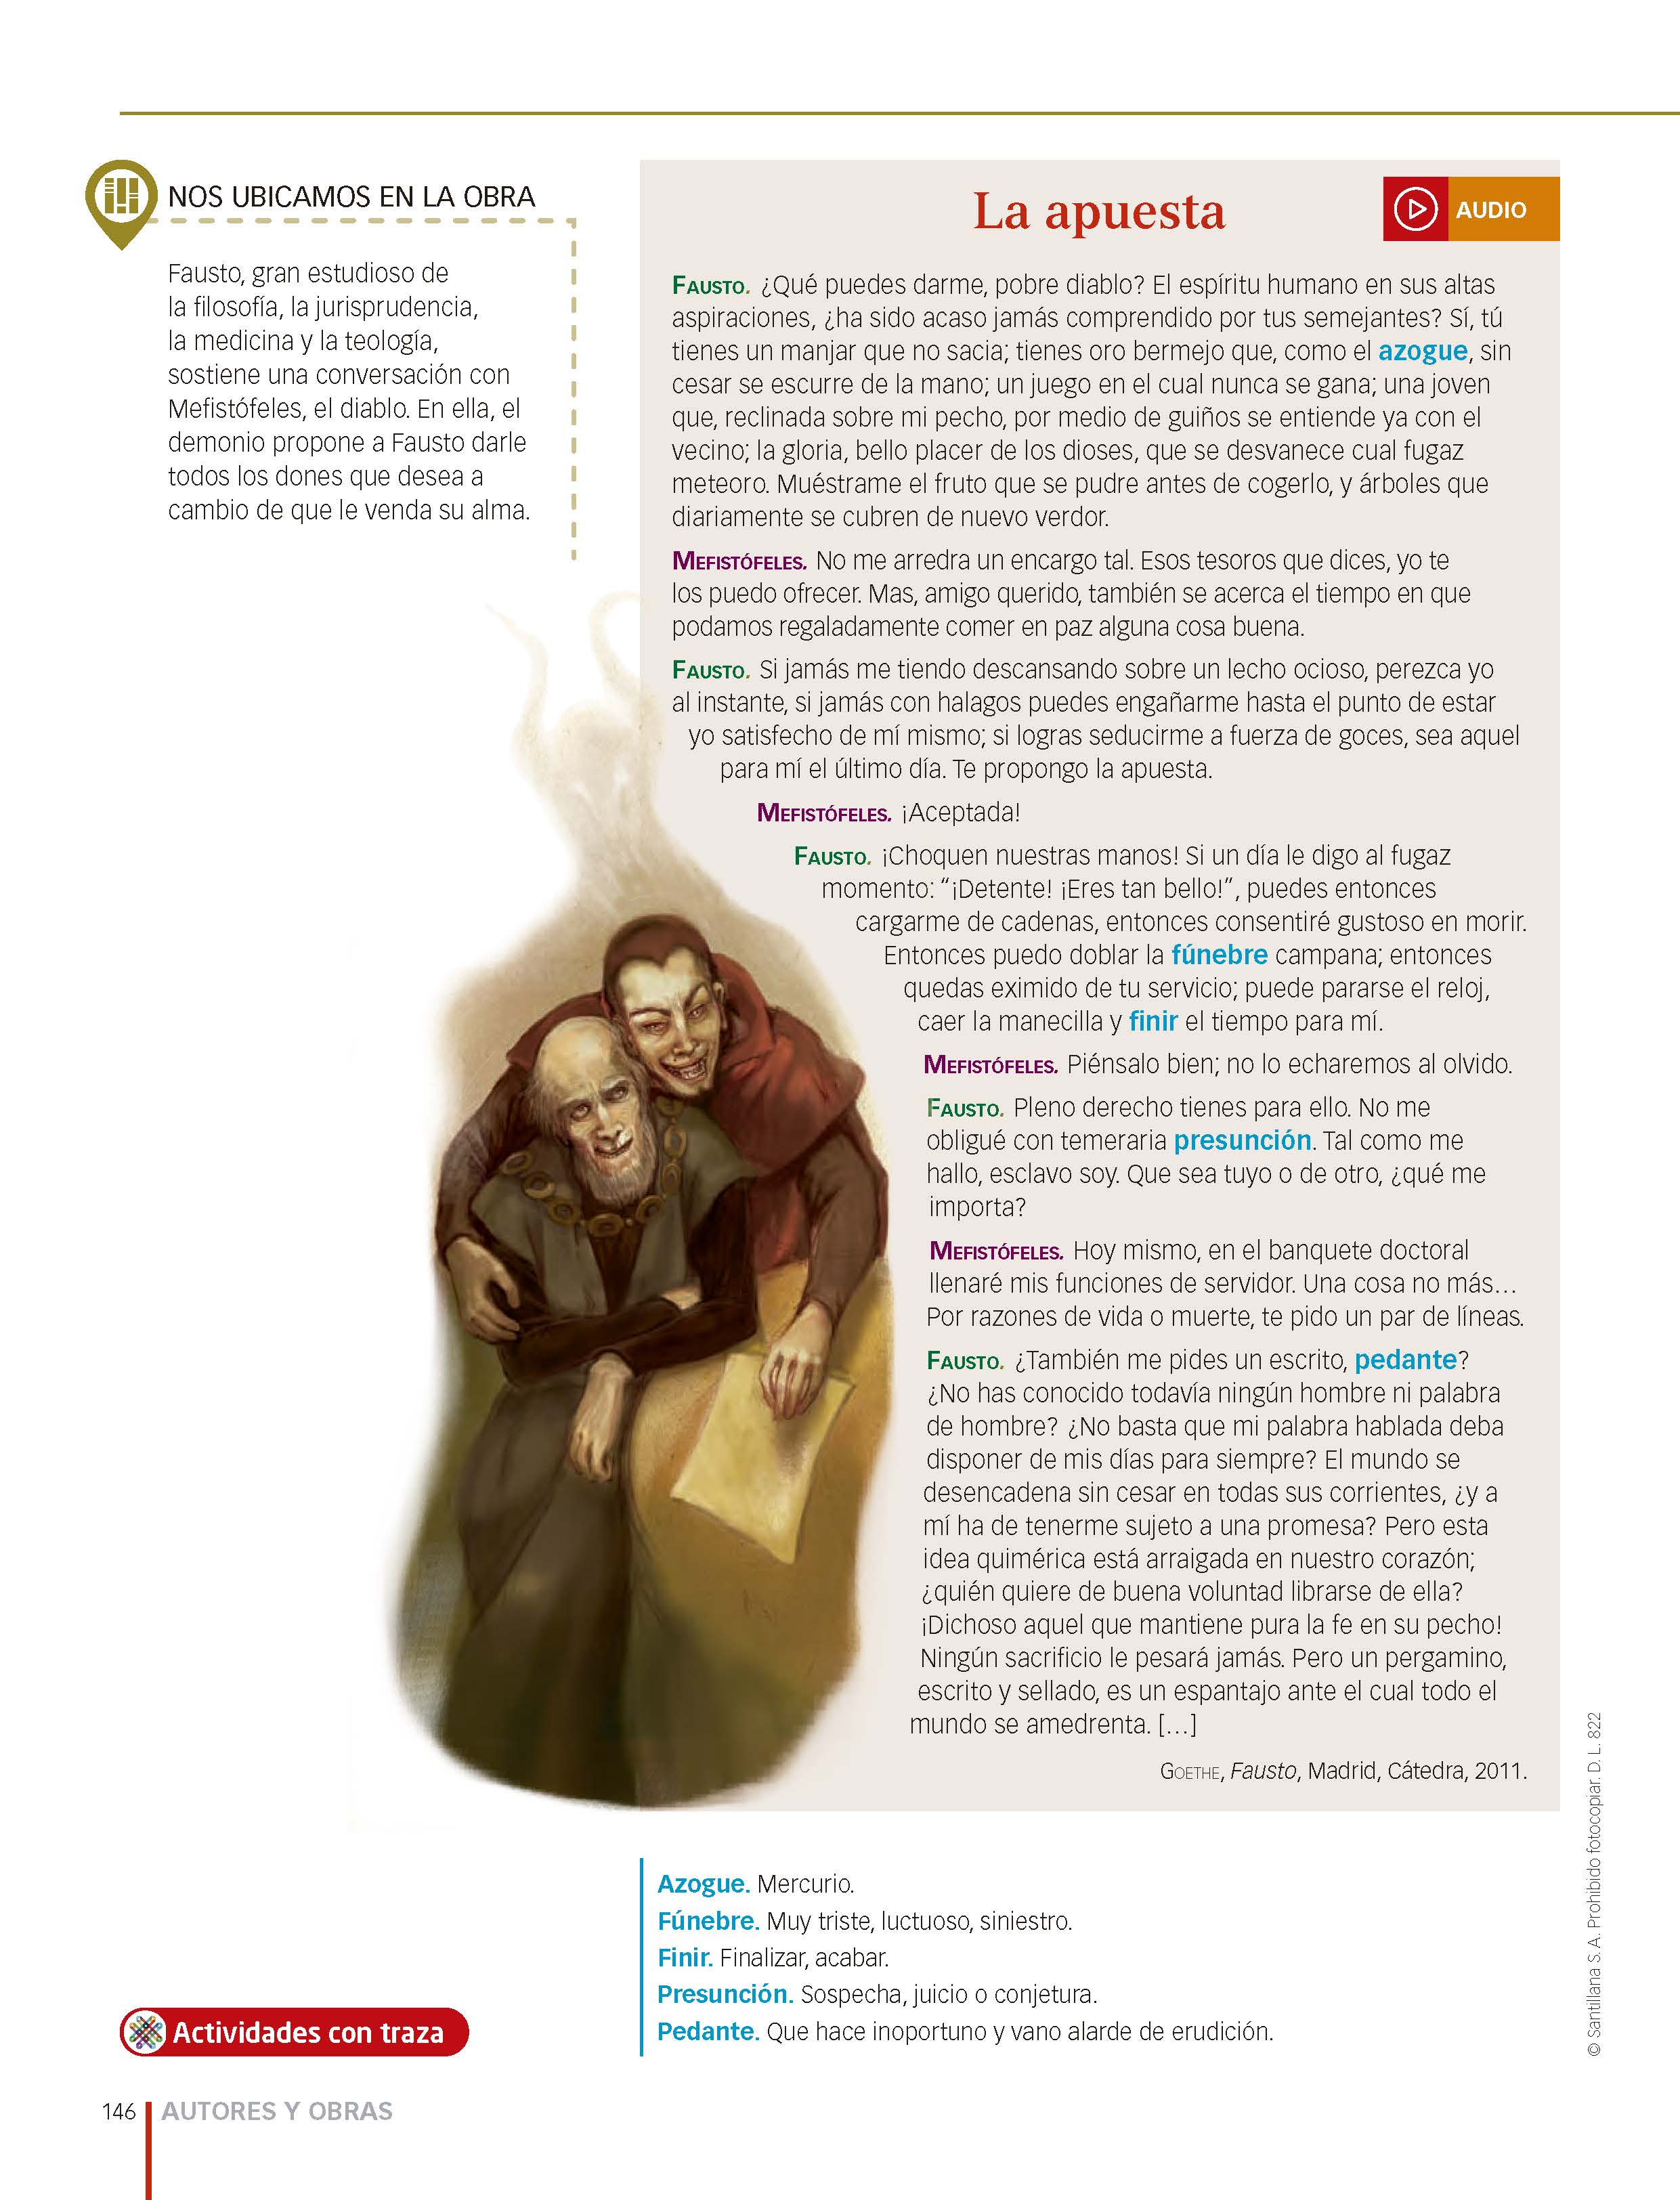 NOS UBICAMOS EN LA OBRA
Fausto, gran estudioso de
la filosofía, la jurisprudencia,
la medicina y la teología,
sostiene una conversación con
Mefistófeles, el diablo. En ella, el
demonio propone a Fausto darle
todos los dones que desea a
cambio de que le venda su alma.
La apuesta
AUDIO
FAUSTO. ¿Qué puedes darme, pobre diablo? El espíritu humano en sus altas
aspiraciones, ¿ha sido acaso jamás comprendido por tus semejantes? Sí, tú
tienes un manjar que no sacia; tienes oro bermejo que, como el azogue, sin
cesar se escurre de la mano; un juego en el cual nunca se gana; una joven
que, reclinada sobre mi pecho, por medio de guiños se entiende ya con el
vecino; la gloria, bello placer de los dioses, que se desvanece cual fugaz
meteoro. Muéstrame el fruto que se pudre antes de cogerlo, y árboles que
diariamente se cubren de nuevo verdor.
MEFISTÓFELES. No me arredra un encargo tal. Esos tesoros que dices, yo te
los puedo ofrecer. Mas, amigo querido, también se acerca el tiempo en que
podamos regaladamente comer en paz alguna cosa buena.
FAUSTO. Si jamás me tiendo descansando sobre un lecho ocioso, perezca yo
al instante, si jamás con halagos puedes engañarme hasta el punto de estar
yo satisfecho de mí mismo; si logras seducirme a fuerza de goces, sea aquel
para mí el último día. Te propongo la apuesta.
MEFISTÓFELES. ¡Aceptada!
FAUSTO. ¡Choquen nuestras manos! Si un día le digo al fugaz
momento: “¡Detente! ¡Eres tan bello!”, puedes entonces
cargarme de cadenas, entonces consentiré gustoso en morir.
Entonces puedo doblar la fúnebre campana; entonces
quedas eximido de tu servicio; puede pararse el reloj,
caer la manecilla y finir el tiempo para mí.
MEFISTÓFELES. Piénsalo bien; no lo echaremos al olvido.
FAUSTO. Pleno derecho tienes para ello. No me
obligué con temeraria presunción. Tal como me
hallo, esclavo soy. Que sea tuyo o de otro, ¿qué me
importa?
MEFISTÓFELES. Hoy mismo, en el banquete doctoral
llenaré mis funciones de servidor. Una cosa no más…
Por razones de vida o muerte, te pido un par de líneas.
FAUSTO. ¿También me pides un escrito, pedante?
¿No has conocido todavía ningún hombre ni palabra
de hombre? ¿No basta que mi palabra hablada deba
disponer de mis días para siempre? El mundo se
desencadena sin cesar en todas sus corrientes, ¿y a
mí ha de tenerme sujeto a una promesa? Pero esta
idea quimérica está arraigada en nuestro corazón;
¿quién quiere de buena voluntad librarse de ella?
¡Dichoso aquel que mantiene pura la fe en su pecho!
Ningún sacrificio le pesará jamás. Pero un pergamino,
escrito y sellado, es un espantajo ante el cual todo el
mundo se amedrenta. […]
GOETHE, Fausto, Madrid, Cátedra, 2011.
Azogue. Mercurio.
Fúnebre. Muy triste, luctuoso, siniestro.
Finir. Finalizar, acabar.
Presunción. Sospecha, juicio o conjetura.
Pedante. Que hace inoportuno y vano alarde de erudición.
Actividades con traza
146 AUTORES Y OBRAS
© Santillana S. A. Prohibido fotocopiar. D. L. 822